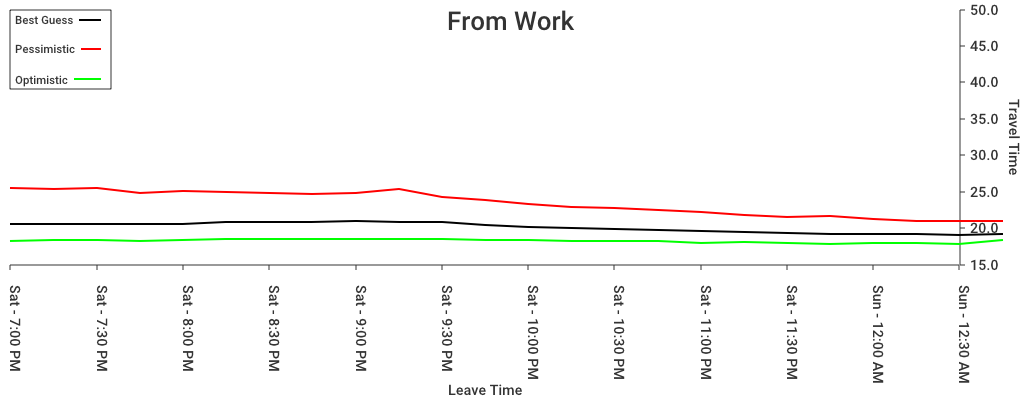 From Work
Best Guess
Pessimistic
Optimistic
50.0
45.0
40.0
35.0
30.0
25.0
20.0
15.0
Travel Time
Sat - 7:00 PM
Sat - 7:30 PM
Sat - 8:00 PM
Sat - 8:30 PM
Sat - 9:00 PM
Sat - 9:30 PM
Sat - 10:00 PM
Sat - 10:30 PM
Sat - 11:00 PM
Sat - 11:30 PM
Sun - 12:00 AM
Sun - 12:30 AM
Leave Time